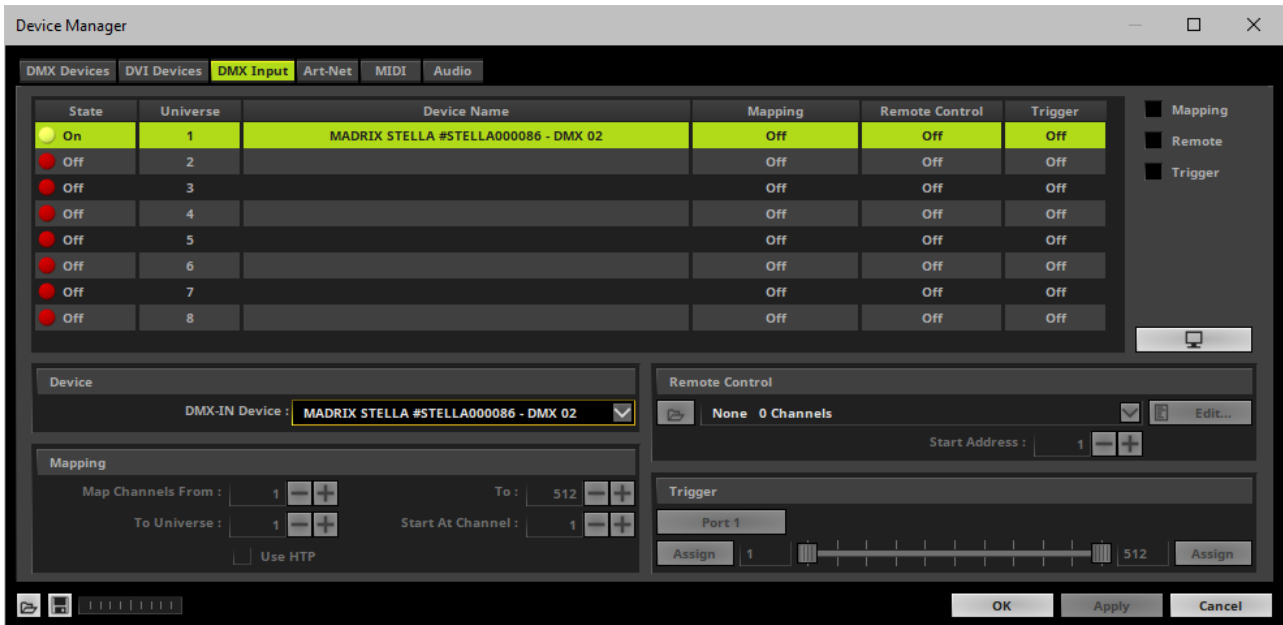 Device Manager
DMX Devices DVI Devices DMX Input Art-Net MIDI Audio
State Universe Device Name Mapping Remote Control Trigger
On 1 MADRIX STELLA #STELLA000086 - DMX 02 Off Off Off
Off 2 Off Off Off
Off 3 Off Off Off
Off 4 Off Off Off
Off 5 Off Off Off
Off 6 Off Off Off
Off 7 Off Off Off
Off 8 Off Off Off
Mapping
Remote
Trigger
Device
DMX-IN Device : MADRIX STELLA #STELLA000086 - DMX 02
Mapping
Map Channels From : 1 To : 512
To Universe : 1 Start At Channel : 1
Use HTP
Remote Control
None 0 Channels Edit...
Start Address : 1
Trigger
Port 1
Assign 1 512 Assign
OK Apply Cancel